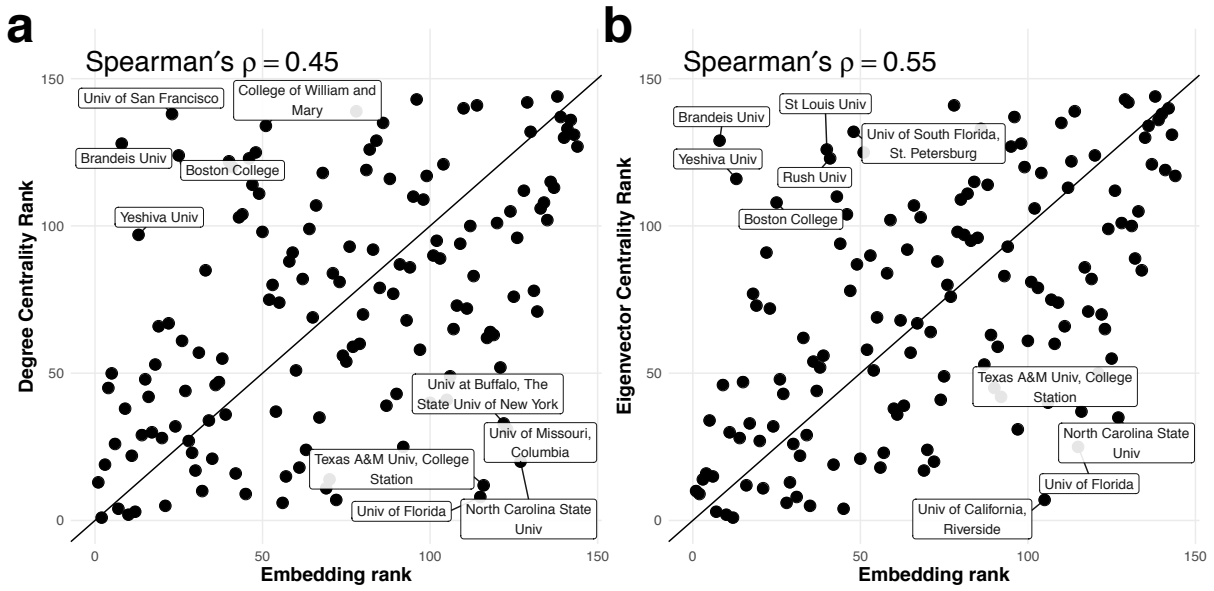 a
Spearman's ρ = 0.45
150
100
50
0
Degree Centrality Rank
Univ of San Francisco
College of William and
Mary
Brandeis Univ
Boston College
Yeshiva Univ
Univ at Buffalo, The
State Univ of New York
Univ of Missouri,
Columbia
Texas A&M Univ, College
Station
Univ of Florida
North Carolina State
Univ
0
50
100
150
Embedding rank
b
Spearman's ρ = 0.55
150
100
50
0
Eigenvector Centrality Rank
St Louis Univ
Brandeis Univ
Univ of South Florida,
St. Petersburg
Yeshiva Univ
Rush Univ
Boston College
Texas A&M Univ, College
Station
North Carolina State
Univ
Univ of Florida
Univ of California,
Riverside
0
50
100
150
Embedding rank